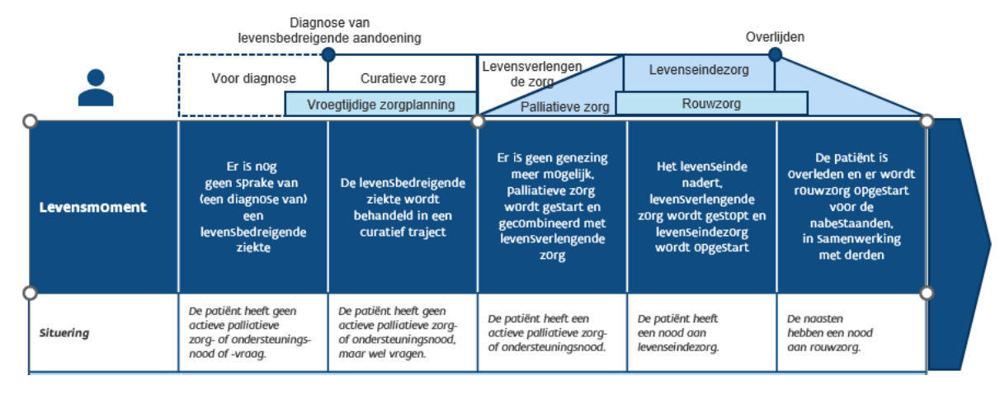 Diagnose van
levensbedreigende aandoening
Overlijden
Voor diagnose
Curatieve zorg
Levensverlengen
de zorg
Levenseindezorg
Vroegtijdige zorgplanning
Palliatieve zorg
Rouwzorg
Levensmoment
Er is nog
geen sprake van
(een diagnose van)
een
levensbedreigende
ziekte
De levensbedreigende
ziekte wordt
behandeld in een
curatief traject
Er is geen genezing
meer mogelijk,
palliatieve zorg
wordt gestart en
gecombineerd met
levensverlengende
zorg
Het levenseinde
nadert,
levensverlengende
zorg wordt gestopt en
levenseindezorg
wordt opgestart
De patiënt is
overleden en er wordt
rouwzorg opgestart
voor de
nabestaanden,
in samenwerking
met derden
Situering
De patiënt heeft geen
actieve palliatieve
zorg- of ondersteunings-
nood of -vraag.
De patiënt heeft geen
actieve palliatieve zorg-
of ondersteuningsnood,
maar wel vragen.
De patiënt heeft een
actieve palliatieve zorg-
of ondersteuningsnood.
De patiënt heeft
een nood aan
levenseindezorg.
De naasten
hebben een nood
aan rouwzorg.